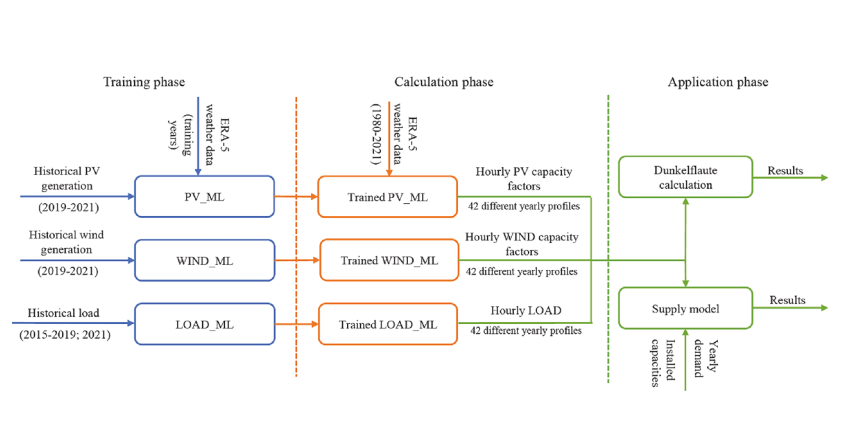 Training phase
Calculation phase
Application phase
ERA-5
weather data
(training
years)
ERA-5
weather data
(1980-2021)
Historical PV
generation
(2019-2021)
PV_ML
Trained PV_ML
Hourly PV capacity
factors
42 different yearly profiles
Dunkelflaute
calculation
Results
Historical wind
generation
(2019-2021)
WIND_ML
Trained WIND_ML
Hourly WIND capacity
factors
42 different yearly profiles
Historical load
(2015-2019; 2021)
LOAD_ML
Trained LOAD_ML
Hourly LOAD
42 different yearly profiles
Supply model
Results
Yearly
demand
Installed
capacities